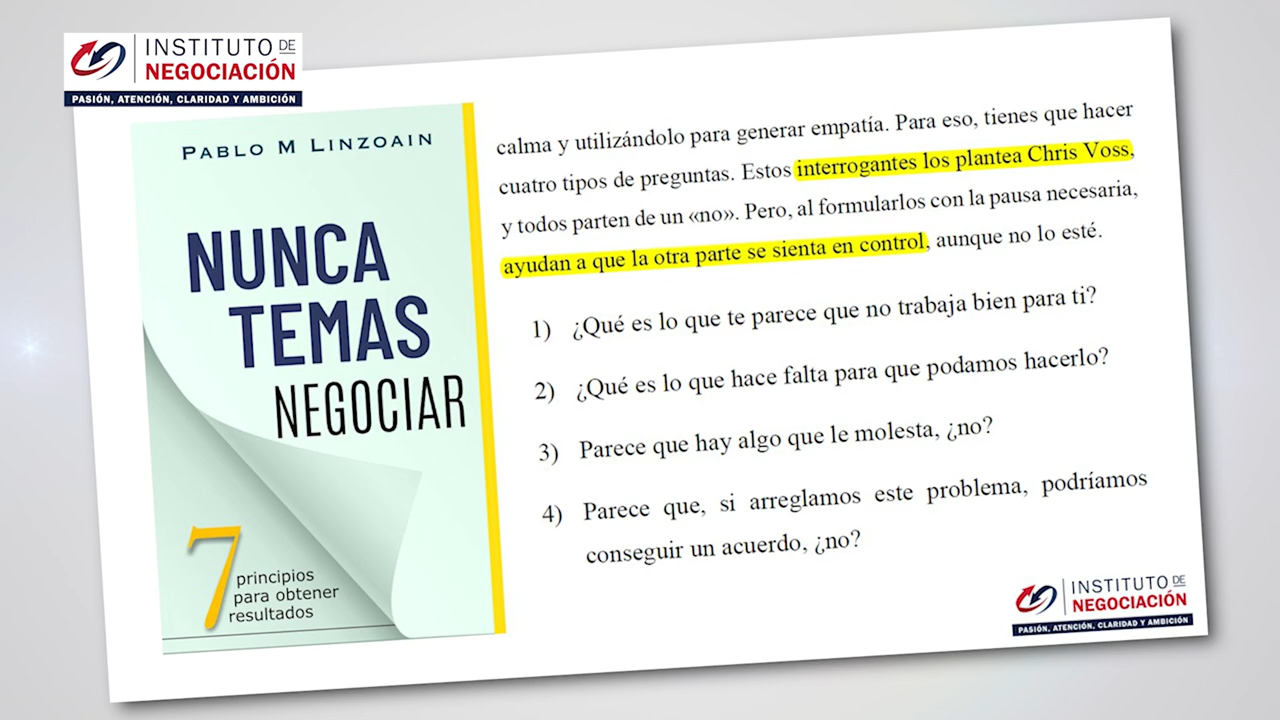 INSTITUTO DE
NEGOCIACIÓN
PASIÓN, ATENCIÓN, CLARIDAD Y AMBICIÓN
PABLO M LINZOAIN
NUNCA
TEMAS
NEGOCIAR
7
principios
para obtener
resultados
calma y utilizándolo para generar empatía. Para eso, tienes que hacer
cuatro tipos de preguntas. Estos interrogantes los plantea Chris Voss,
y todos parten de un «no». Pero, al formularlos con la pausa necesaria,
ayudan a que la otra parte se sienta en control, aunque no lo esté.
1) ¿Qué es lo que te parece que no trabaja bien para ti?
2) ¿Qué es lo que hace falta para que podamos hacerlo?
3) Parece que hay algo que le molesta, ¿no?
4) Parece que, si arreglamos este problema, podríamos
conseguir un acuerdo, ¿no?
INSTITUTO DE
NEGOCIACIÓN
PASIÓN, ATENCIÓN, CLARIDAD Y AMBICIÓN